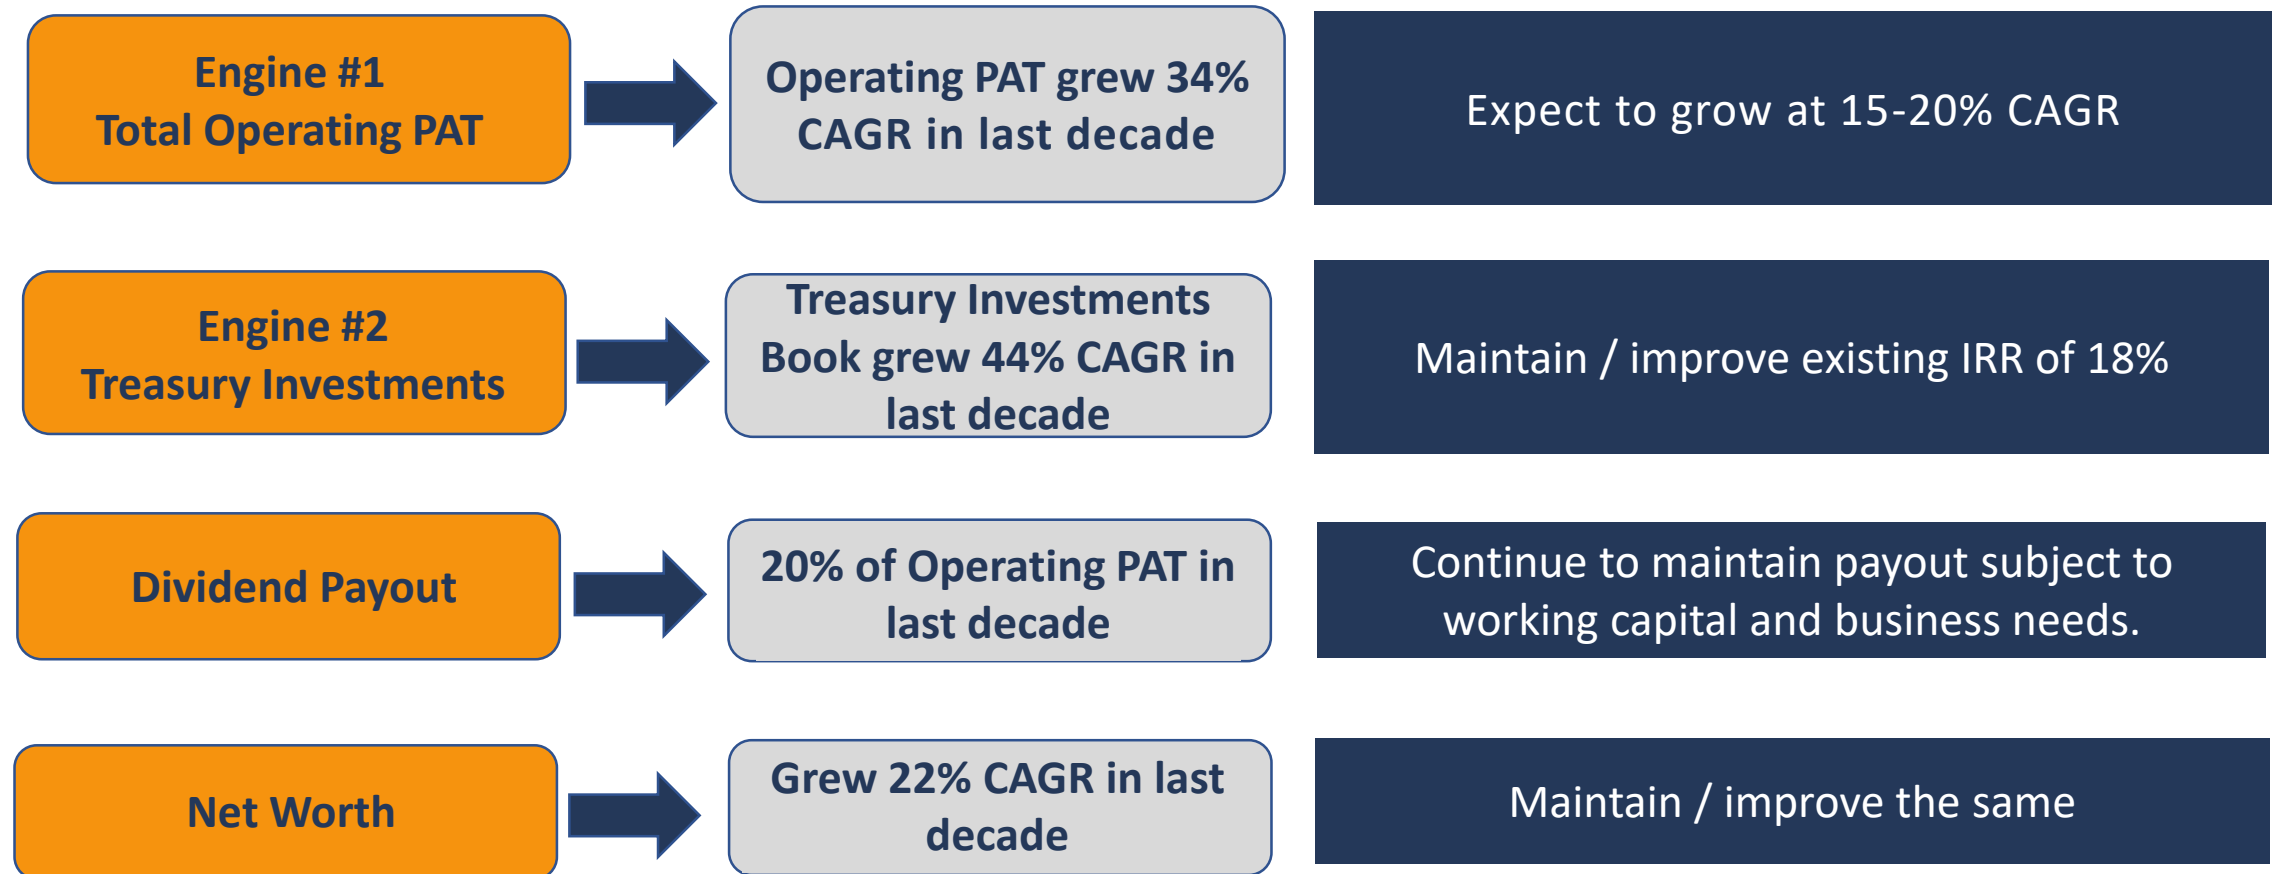 Engine #1
Total Operating PAT
Operating PAT grew 34%
CAGR in last decade
Expect to grow at 15-20% CAGR
Engine #2
Treasury Investments
Treasury Investments
Book grew 44% CAGR in
last decade
Maintain / improve existing IRR of 18%
Dividend Payout
20% of Operating PAT in
last decade
Continue to maintain payout subject to
working capital and business needs.
Net Worth
Grew 22% CAGR in last
decade
Maintain / improve the same